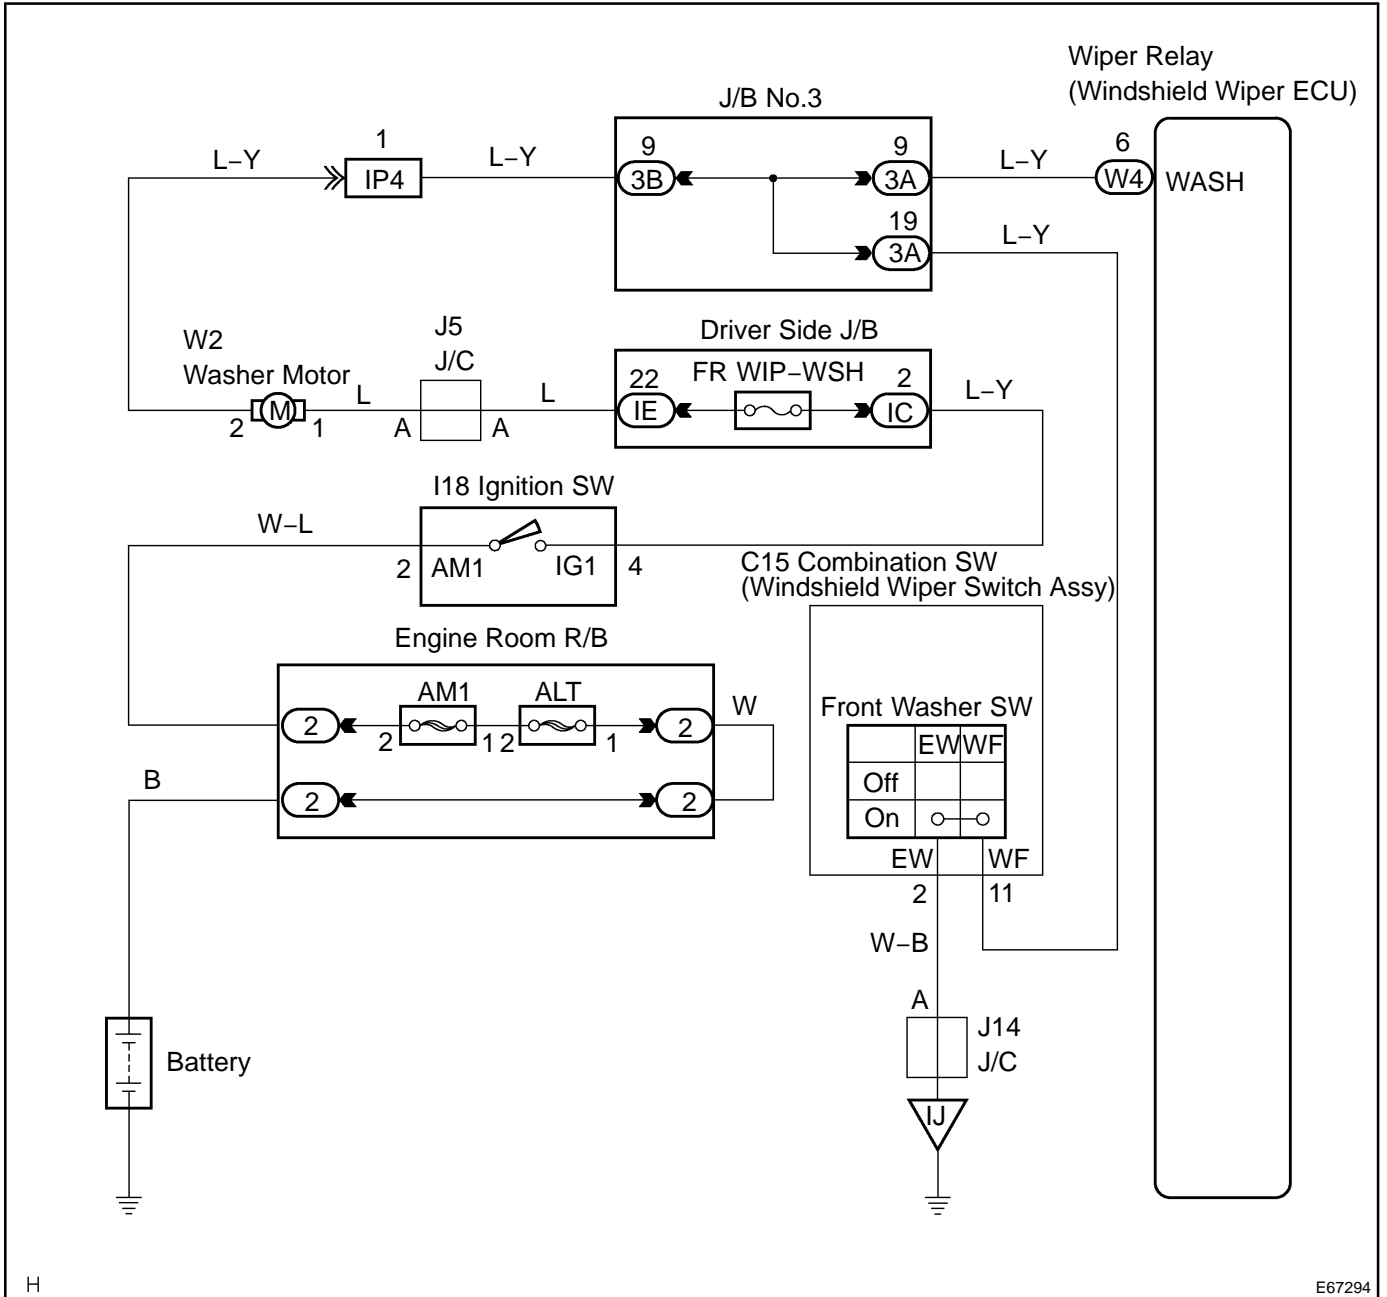 Wiper Relay
(Windshield Wiper ECU)
J/B No.3
1
L–Y
IP4
L–Y
9
3B
9
3A
L–Y
6
W4
WASH
19
3A
L–Y
W2
Washer Motor
2
M
1
L
J5
J/C
A
A
L
Driver Side J/B
FR WIP–WSH
22
IE
2
IC
L–Y
I18 Ignition SW
W–L
2
AM1
IG1
4
C15 Combination SW
(Windshield Wiper Switch Assy)
Engine Room R/B
AM1
ALT
2
2
1
2
1
2
W
B
2
2
Front Washer SW
EW
WF
Off
On
EW
WF
2
11
W–B
A
J14
J/C
IJ
Battery
H
E67294